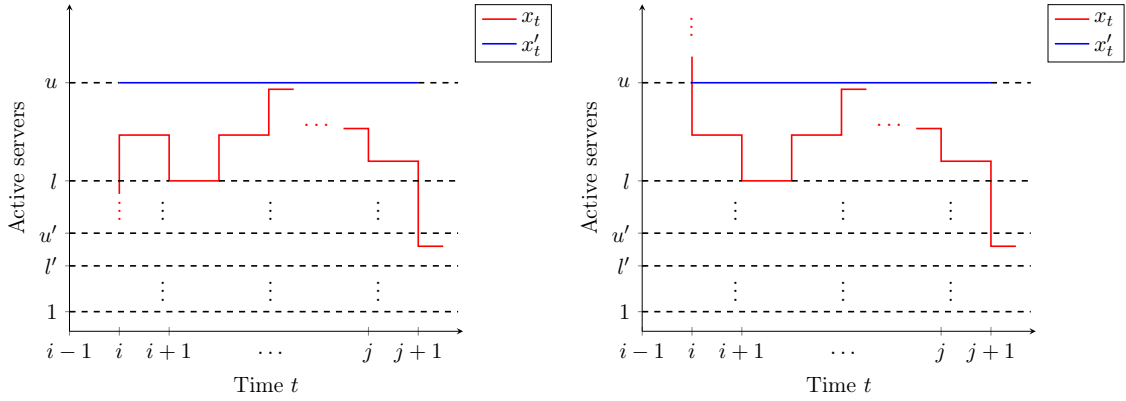 x_t
x'_t
Active servers
u
l
u'
l'
1
i − 1 i i + 1 ⋯ j j + 1
Time t
x_t
x'_t
Active servers
u
l
u'
l'
1
i − 1 i i + 1 ⋯ j j + 1
Time t